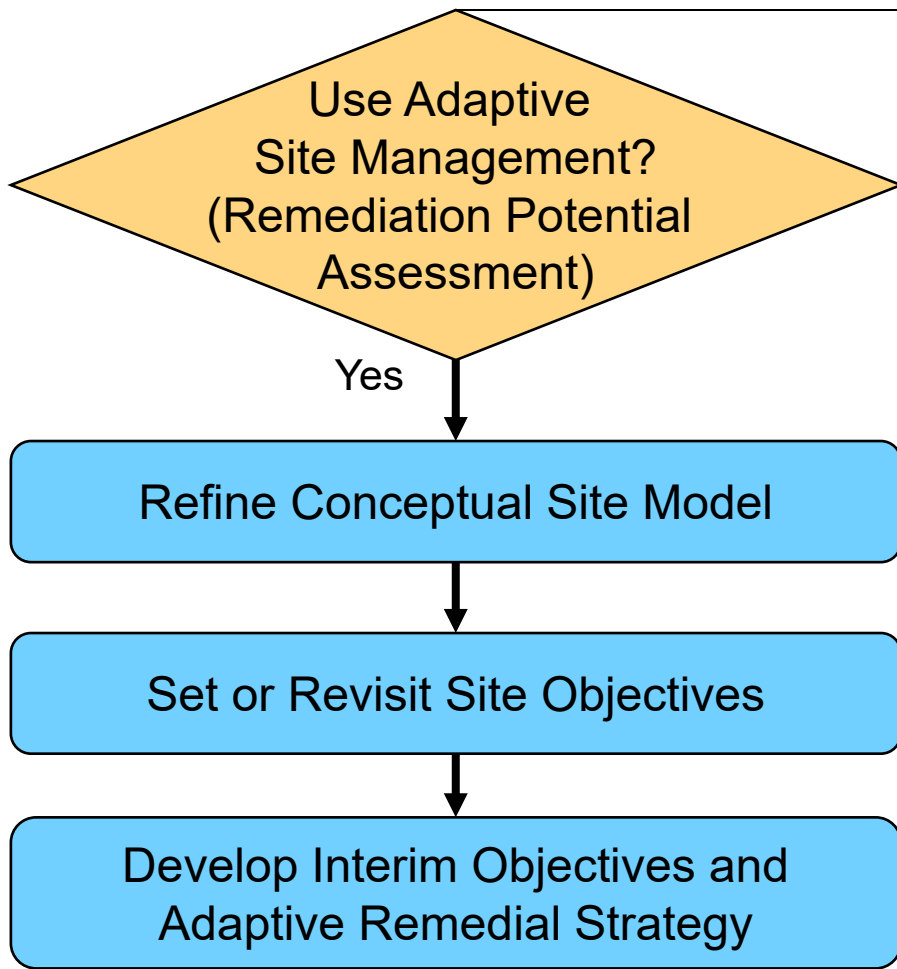 Use Adaptive
Site Management?
(Remediation Potential
Assessment)
Yes
Refine Conceptual Site Model
Set or Revisit Site Objectives
Develop Interim Objectives and
Adaptive Remedial Strategy